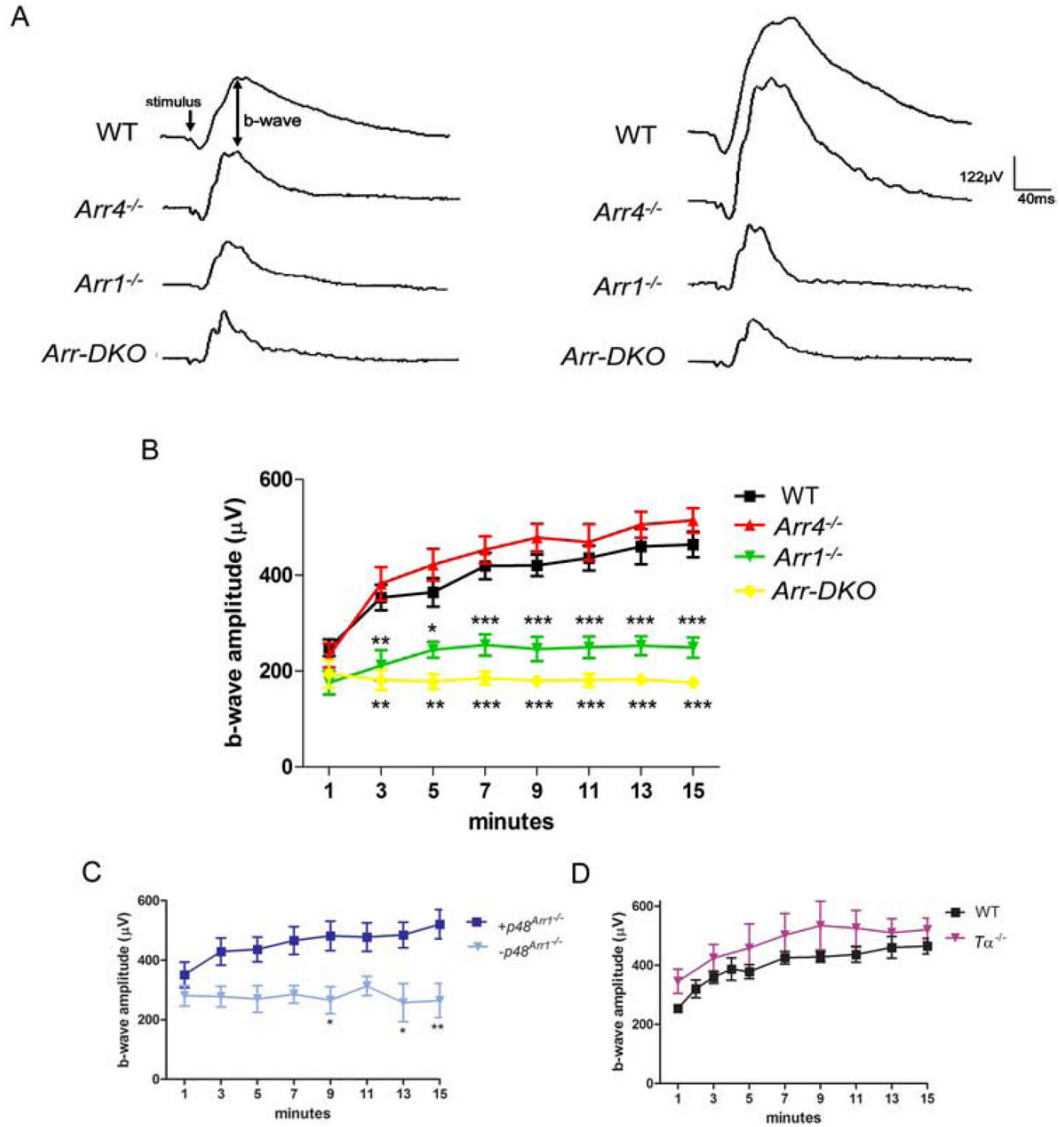 A
stimulus
b-wave
WT
Arr4-/-
Arr1-/-
Arr-DKO
WT
Arr4-/-
Arr1-/-
Arr-DKO
122µV
40ms
B
b-wave amplitude (µV)
600
400
200
0
** * *** *** *** *** ***
** ** *** *** *** *** ***
1 3 5 7 9 11 13 15
minutes
WT
Arr4-/-
Arr1-/-
Arr-DKO
C
b-wave amplitude (µV)
600
400
200
0
* * **
1 3 5 7 9 11 13 15
minutes
+p48Arr1-/-
-p48Arr1-/-
D
b-wave amplitude (µV)
600
400
200
0
1 3 5 7 9 11 13 15
minutes
WT
Tα-/-